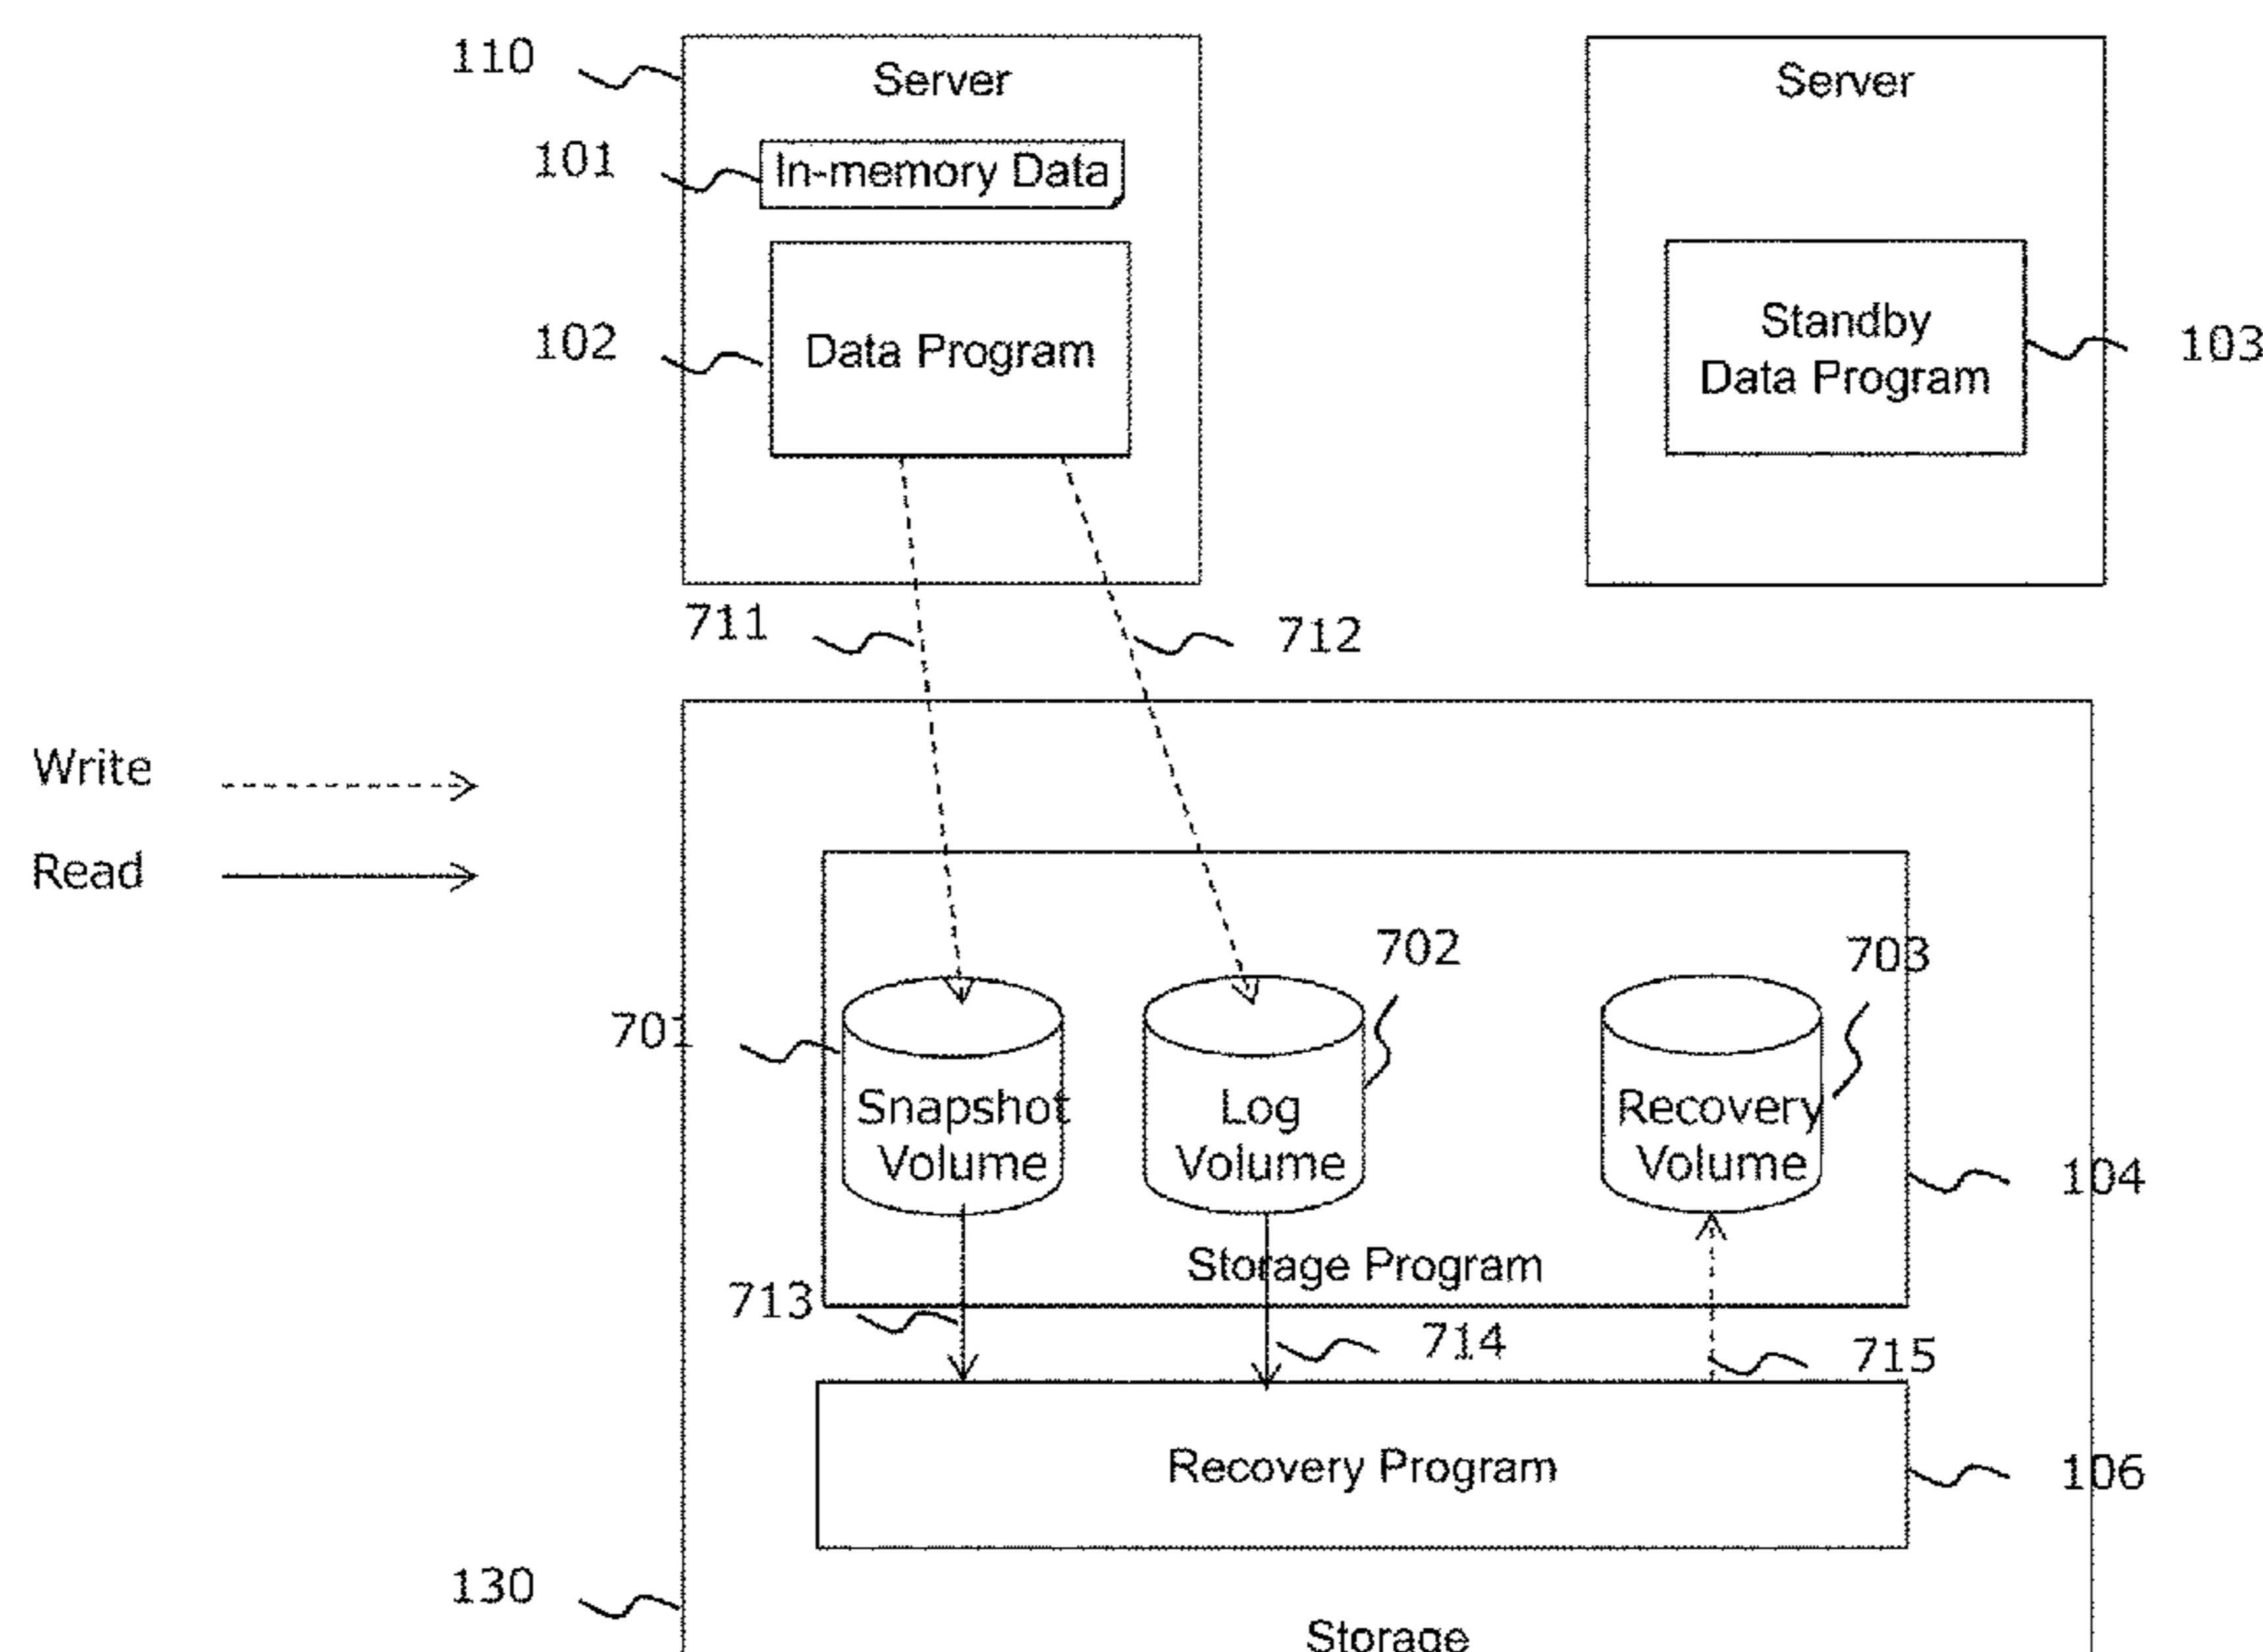 110
Server
Server
101
In-memory Data
102
Data Program
Standby
Data Program
103
711
712
Write
Read
702
703
701
Snapshot
Volume
Log
Volume
Recovery
Volume
104
Storage Program
713
714
715
Recovery Program
106
130
Storage